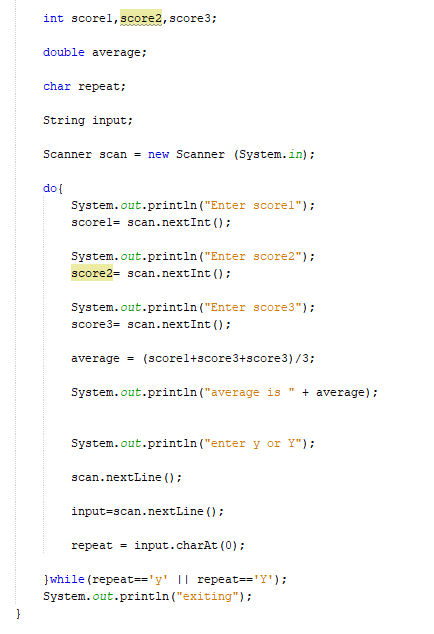 int score1,score2,score3;
double average;
char repeat;
String input;
Scanner scan = new Scanner (System.in);
do{
System.out.println("Enter score1");
score1= scan.nextInt();
System.out.println("Enter score2");
score2= scan.nextInt();
System.out.println("Enter score3");
score3= scan.nextInt();
average = (score1+score3+score3)/3;
System.out.println("average is " + average);
System.out.println("enter y or Y");
scan.nextLine();
input=scan.nextLine();
repeat = input.charAt(0);
}while(repeat=='y' || repeat=='Y');
System.out.println("exiting");
}